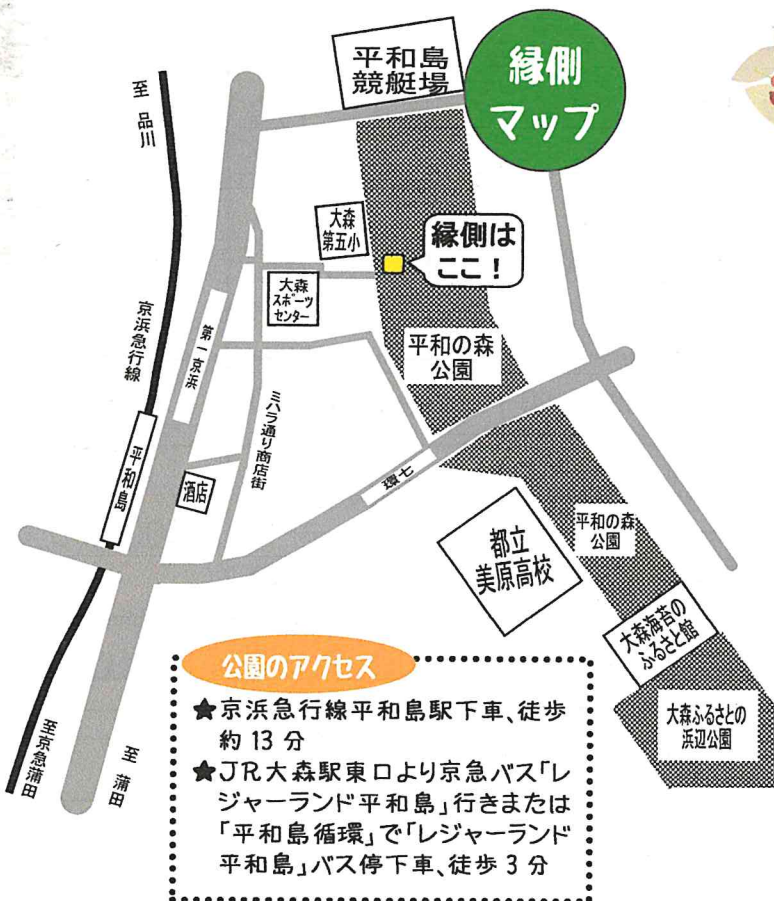 平和島
競艇場
縁側
マップ
至 品川
大森
第五小
縁側は
ここ！
大森
スポーツ
センター
第一京浜
京浜急行線
平和の森
公園
ミハラ通り商店街
平和島
酒店
環七
平和の森
公園
都立
美原高校
大森海苔の
ふるさと館
大森ふるさとの
浜辺公園
至京急蒲田
至 蒲田
公園のアクセス
★京浜急行線平和島駅下車、徒歩
約13分
★JR大森駅東口より京急バス「レ
ジャーランド平和島」行きまたは
「平和島循環」で「レジャーランド
平和島」バス停下車、徒歩3分